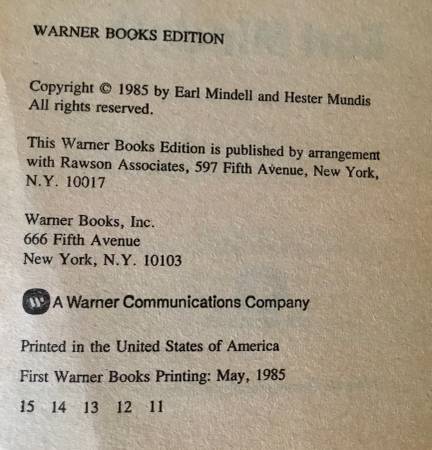 WARNER BOOKS EDITION
Copyright © 1985 by Earl Mindell and Hester Mundis
All rights reserved.
This Warner Books Edition is published by arrangement
with Rawson Associates, 597 Fifth Avenue, New York,
N.Y. 10017
Warner Books, Inc.
666 Fifth Avenue
New York, N.Y. 10103
W A Warner Communications Company
Printed in the United States of America
First Warner Books Printing: May, 1985
15 14 13 12 11